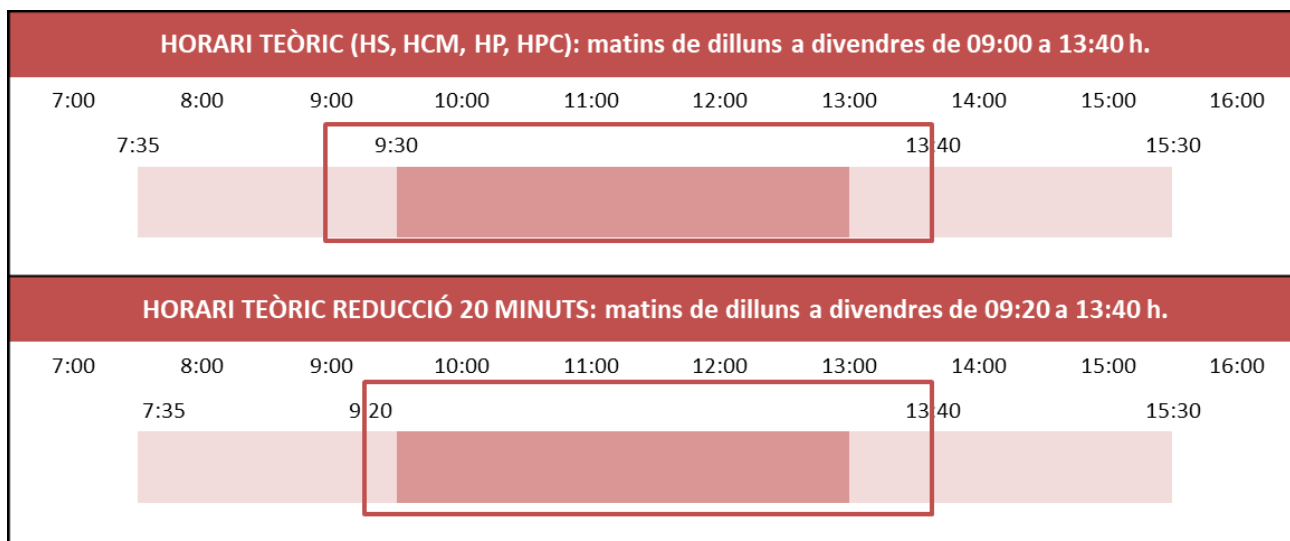 HORARI TEÒRIC (HS, HCM, HP, HPC): matins de dilluns a divendres de 09:00 a 13:40 h.
7:00 8:00 9:00 10:00 11:00 12:00 13:00 14:00 15:00 16:00
7:35 9:30 13:40 15:30
HORARI TEÒRIC REDUCCIÓ 20 MINUTS: matins de dilluns a divendres de 09:20 a 13:40 h.
7:00 8:00 9:00 10:00 11:00 12:00 13:00 14:00 15:00 16:00
7:35 9:20 13:40 15:30